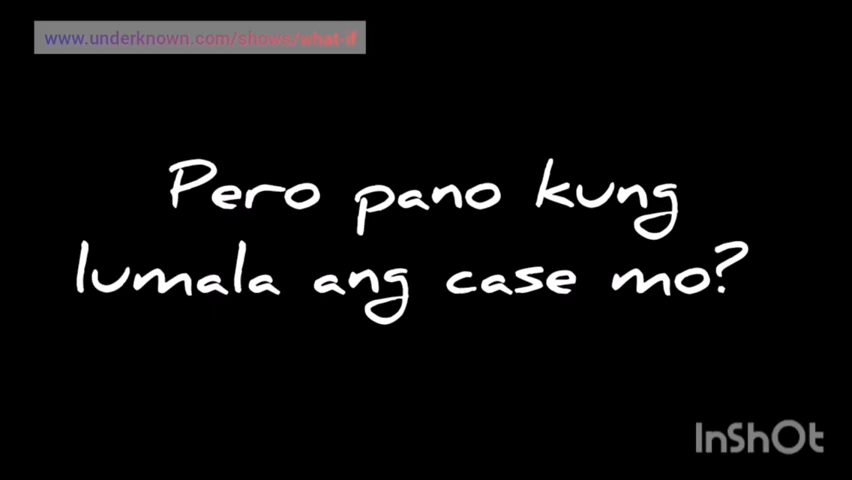 www.underknown.com/shows/what-if
Pero pano kung
lumala ang case mo?
InShOt